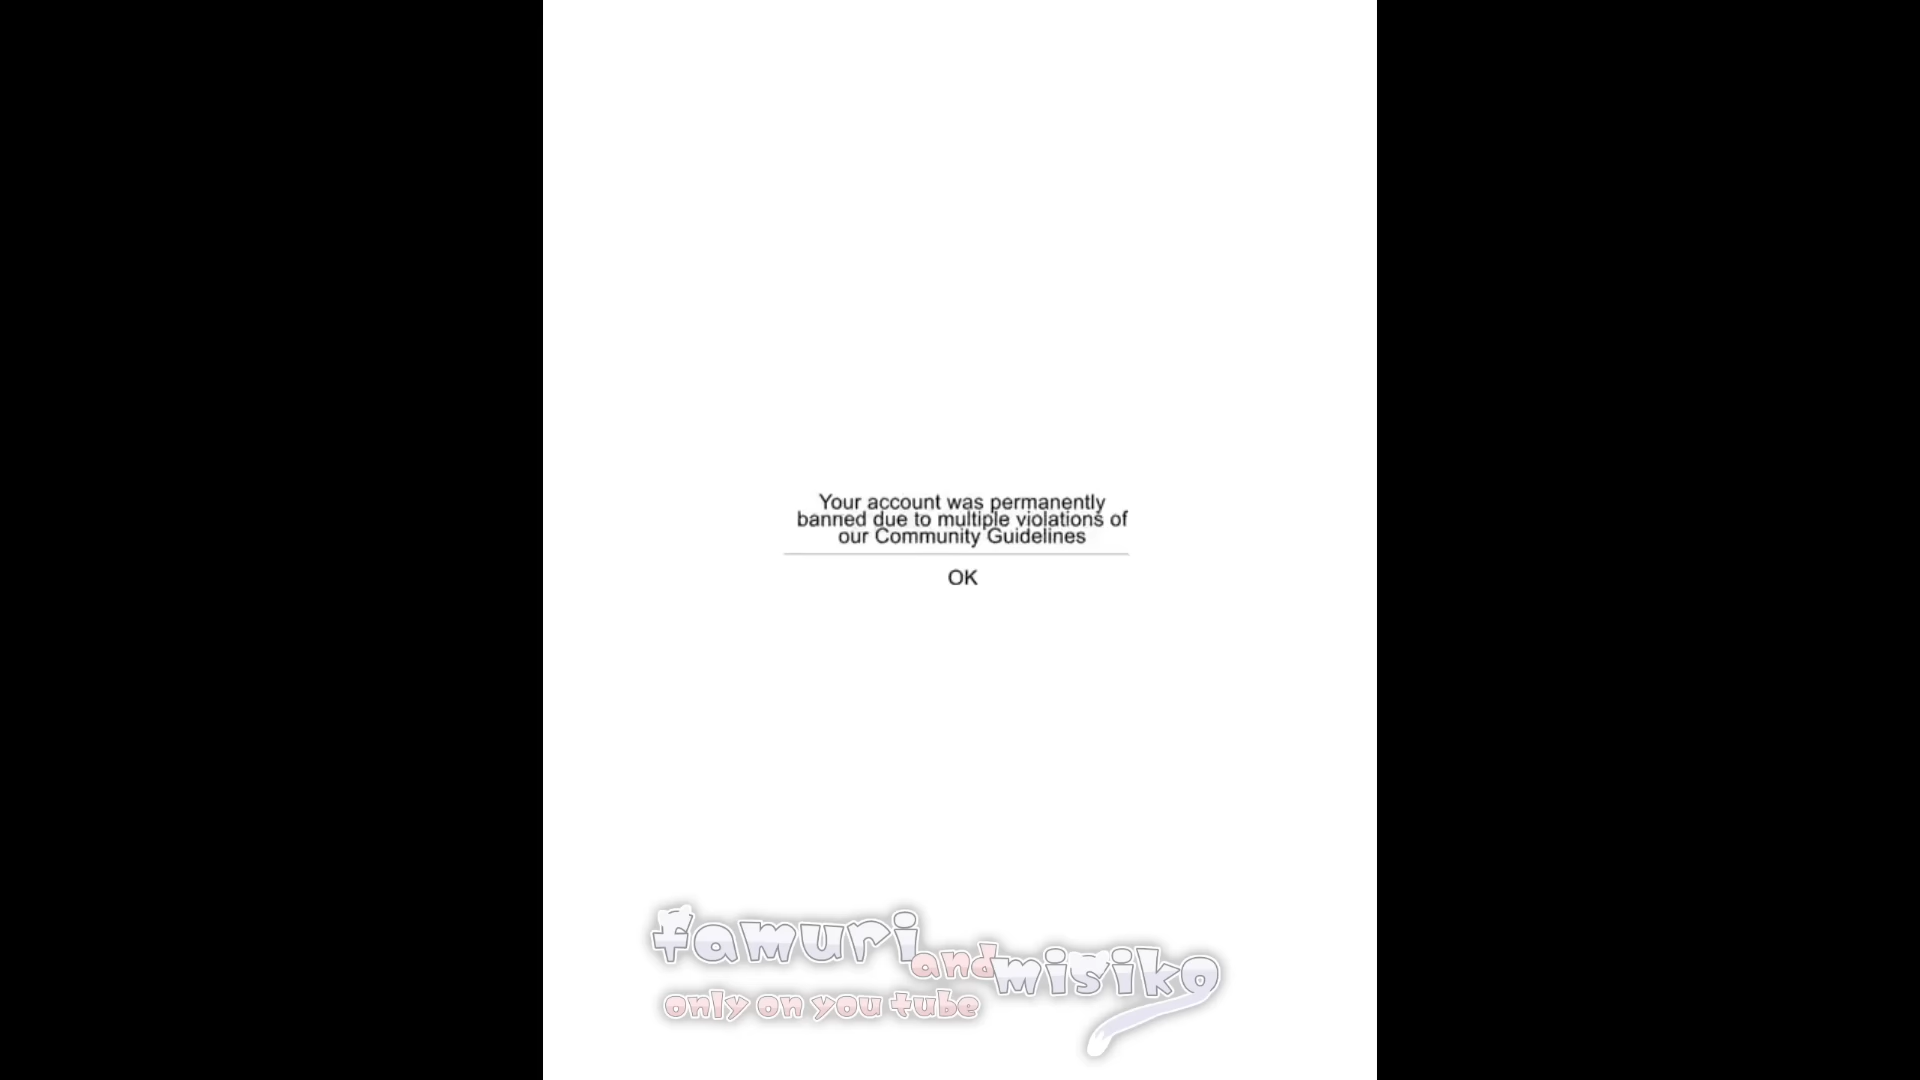 Your account was permanently
banned due to multiple violations of
our Community Guidelines
OK
famuri and misiko
only on you tube